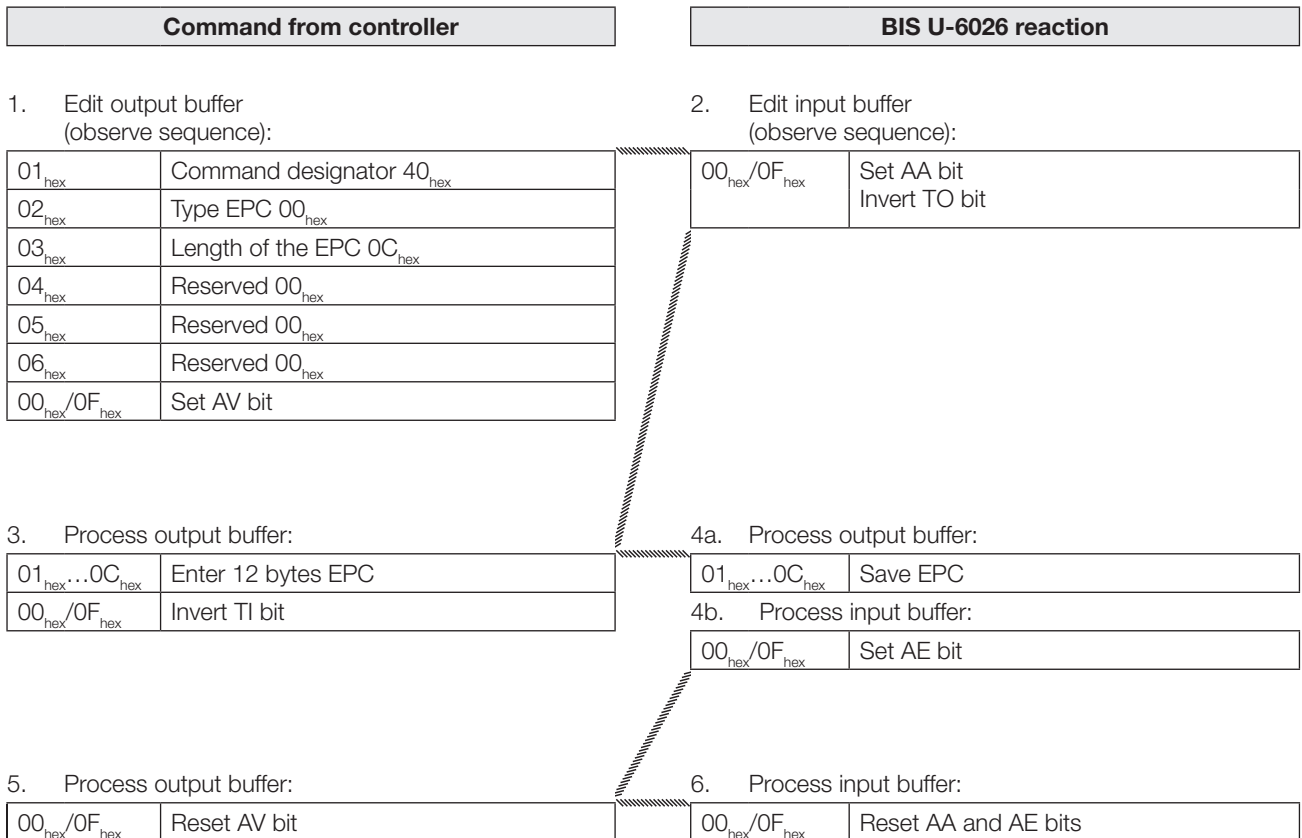 Command from controller
BIS U-6026 reaction
1. Edit output buffer
(observe sequence):
01hex Command designator 40hex
02hex Type EPC 00hex
03hex Length of the EPC 0Chex
04hex Reserved 00hex
05hex Reserved 00hex
06hex Reserved 00hex
00hex/0Fhex Set AV bit
2. Edit input buffer
(observe sequence):
00hex/0Fhex Set AA bit
Invert TO bit
3. Process output buffer:
01hex…0Chex Enter 12 bytes EPC
00hex/0Fhex Invert TI bit
4a. Process output buffer:
01hex…0Chex Save EPC
4b. Process input buffer:
00hex/0Fhex Set AE bit
5. Process output buffer:
00hex/0Fhex Reset AV bit
6. Process input buffer:
00hex/0Fhex Reset AA and AE bits